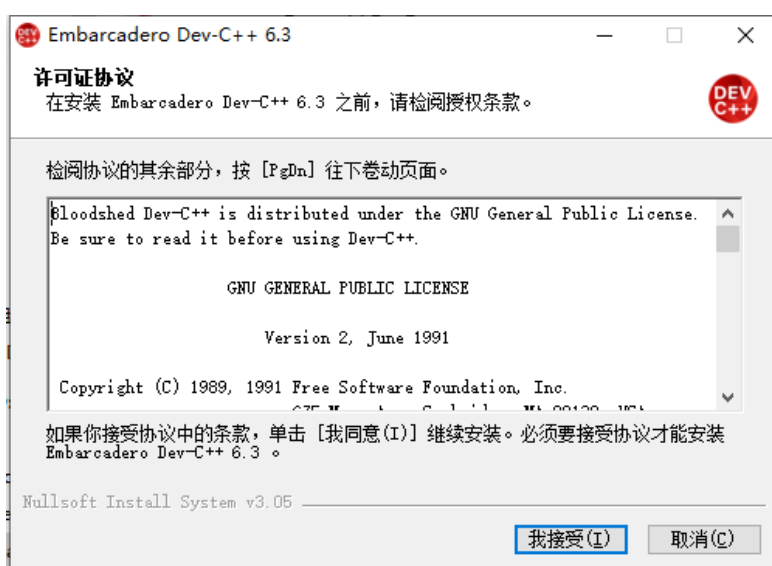 Embarcadero Dev-C++ 6.3
许可证协议
在安装 Embarcadero Dev-C++ 6.3 之前，请检阅授权条款。
DEV
C++
检阅协议的其余部分，按 [PgDn] 往下卷动页面。
Bloodshed Dev-C++ is distributed under the GNU General Public License.
Be sure to read it before using Dev-C++.
GNU GENERAL PUBLIC LICENSE
Version 2, June 1991
Copyright (C) 1989, 1991 Free Software Foundation, Inc.
如果你接受协议中的条款，单击 [我同意(I)] 继续安装。必须要接受协议才能安装
Embarcadero Dev-C++ 6.3 。
Nullsoft Install System v3.05
我接受(I)
取消(C)